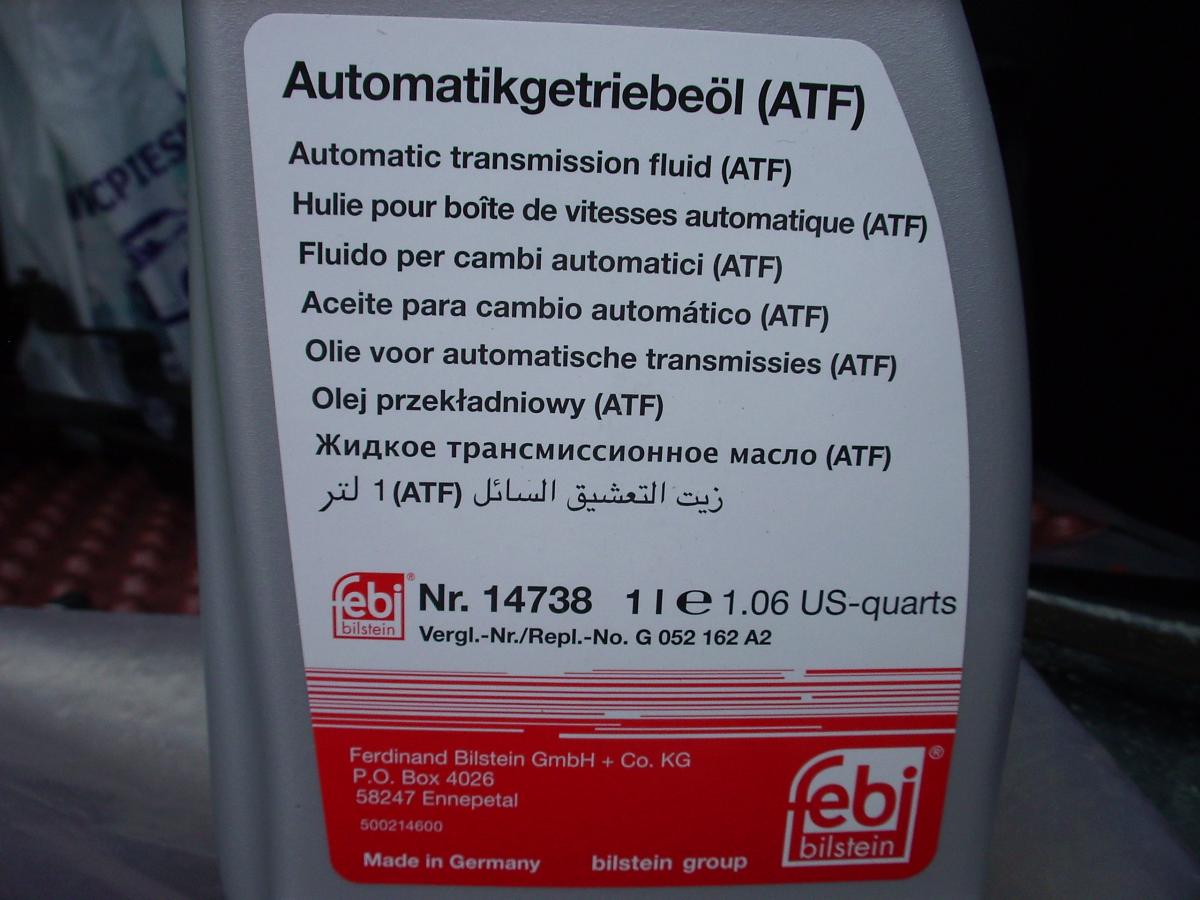 Automatikgetriebeöl (ATF)
Automatic transmission fluid (ATF)
Hulie pour boîte de vitesses automatique (ATF)
Fluido per cambi automatici (ATF)
Aceite para cambio automático (ATF)
Olie voor automatische transmissies (ATF)
Olej przekładniowy (ATF)
Жидкое трансмиссионное масло (ATF)
زيت التعشيق السائل (ATF) 1 لتر
febi® Nr. 14738 1 l ℮ 1.06 US-quarts
bilstein Vergl.-Nr./Repl.-No. G 052 162 A2
Ferdinand Bilstein GmbH + Co. KG
P.O. Box 4026
58247 Ennepetal
500214600
Made in Germany bilstein group
febi®
bilstein